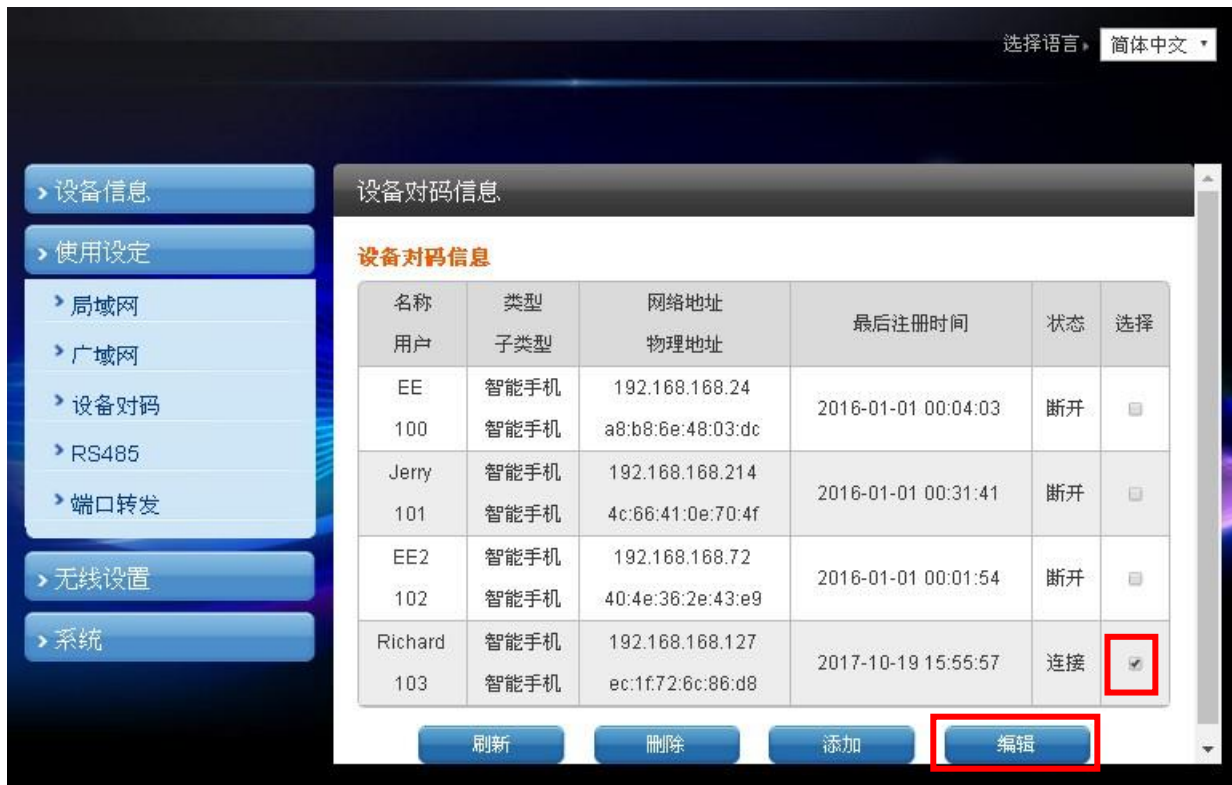 选择语言 简体中文
设备信息
使用设定
局域网
广域网
设备对码
RS485
端口转发
无线设置
系统
设备对码信息
设备对码信息
名称 类型 网络地址 最后注册时间 状态 选择
用户 子类型 物理地址
EE 智能手机 192.168.168.24 2016-01-01 00:04:03 断开
100 智能手机 a8:b8:6e:48:03:dc
Jerry 智能手机 192.168.168.214 2016-01-01 00:31:41 断开
101 智能手机 4c:66:41:0e:70:4f
EE2 智能手机 192.168.168.72 2016-01-01 00:01:54 断开
102 智能手机 40:4e:36:2e:43:e9
Richard 智能手机 192.168.168.127 2017-10-19 15:55:57 连接
103 智能手机 ec:1f:72:6c:86:d8
刷新 删除 添加 编辑